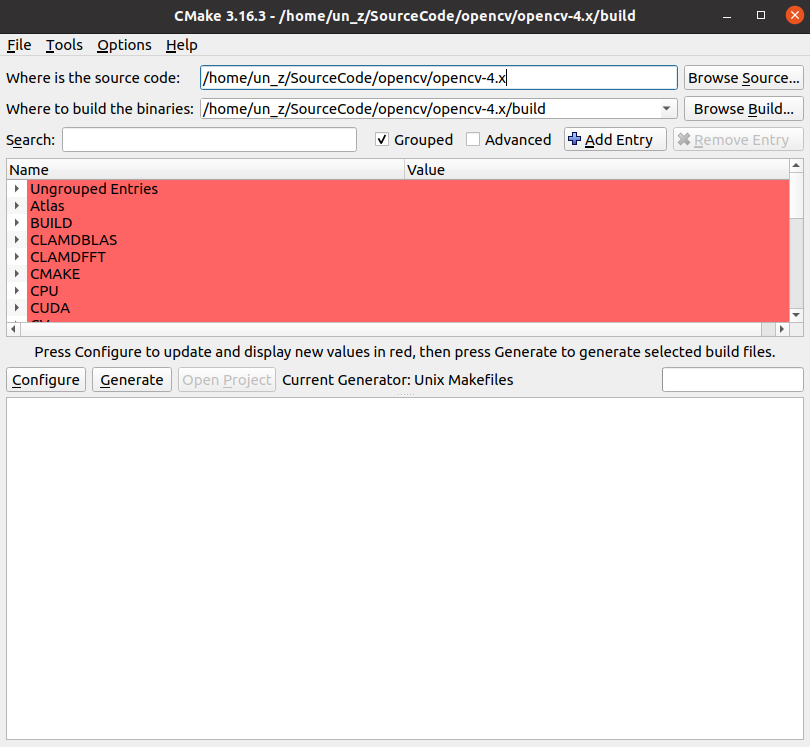 CMake 3.16.3 - /home/un_z/SourceCode/opencv/opencv-4.x/build
File Tools Options Help
Where is the source code: /home/un_z/SourceCode/opencv/opencv-4.x Browse Source...
Where to build the binaries: /home/un_z/SourceCode/opencv/opencv-4.x/build Browse Build...
Search: Grouped Advanced Add Entry Remove Entry
Name Value
Ungrouped Entries
Atlas
BUILD
CLAMDBLAS
CLAMDFFT
CMAKE
CPU
CUDA
Press Configure to update and display new values in red, then press Generate to generate selected build files.
Configure Generate Open Project Current Generator: Unix Makefiles